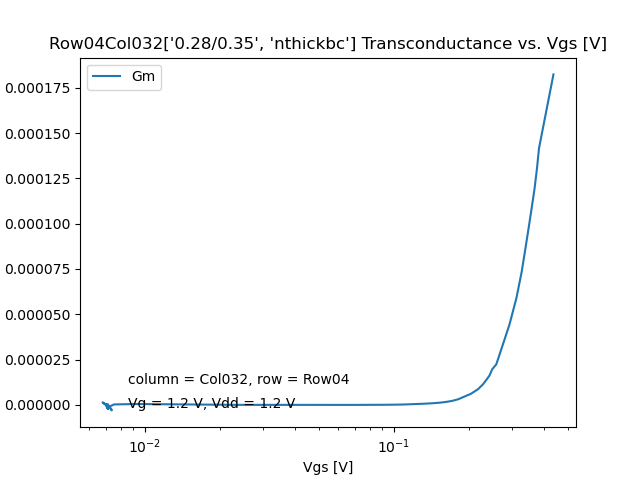 Row04Col032['0.28/0.35', 'nthickbc'] Transconductance vs. Vgs [V]
Gm
0.000175
0.000150
0.000125
0.000100
0.000075
0.000050
0.000025
0.000000
column = Col032, row = Row04
Vg = 1.2 V, Vdd = 1.2 V
10⁻² 10⁻¹
Vgs [V]